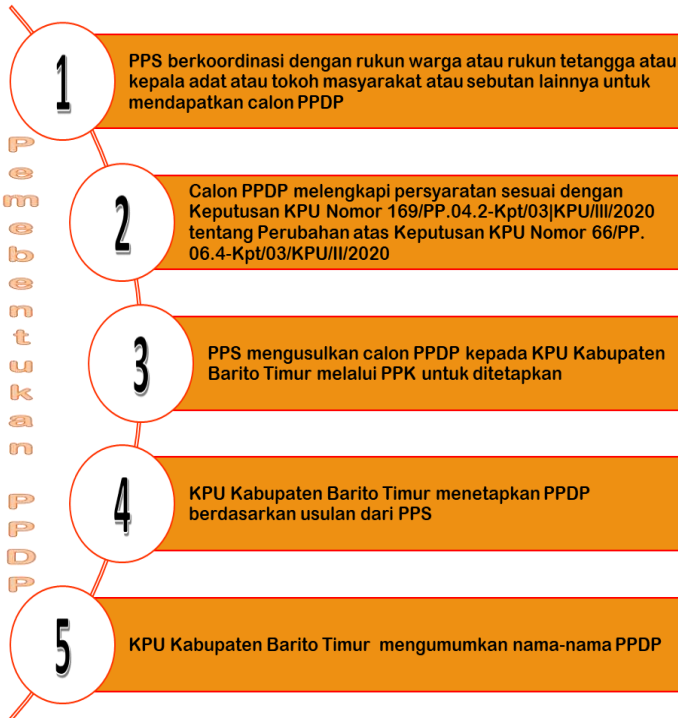 Pemebentukan PPDP
1
PPS berkoordinasi dengan rukun warga atau rukun tetangga atau
kepala adat atau tokoh masyarakat atau sebutan lainnya untuk
mendapatkan calon PPDP
2
Calon PPDP melengkapi persyaratan sesuai dengan
Keputusan KPU Nomor 169/PP.04.2-Kpt/03|KPU/III/2020
tentang Perubahan atas Keputusan KPU Nomor 66/PP.
06.4-Kpt/03/KPU/II/2020
3
PPS mengusulkan calon PPDP kepada KPU Kabupaten
Barito Timur melalui PPK untuk ditetapkan
4
KPU Kabupaten Barito Timur menetapkan PPDP
berdasarkan usulan dari PPS
5
KPU Kabupaten Barito Timur mengumumkan nama-nama PPDP